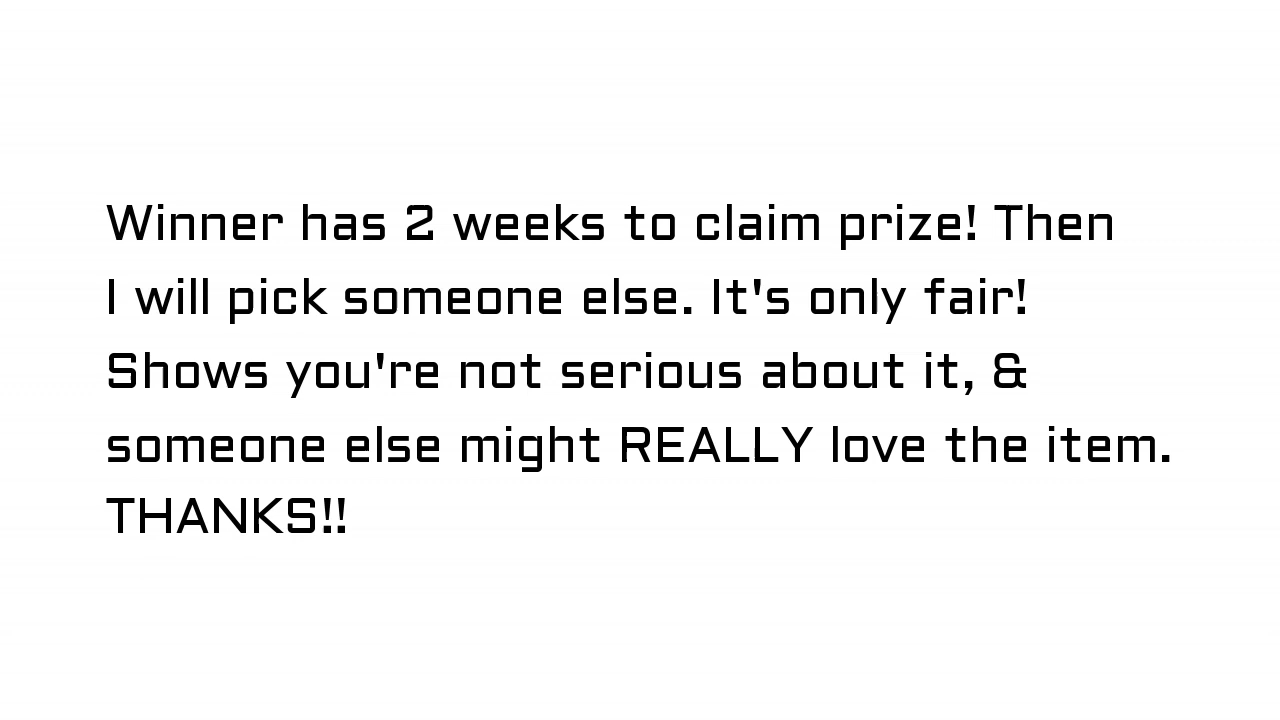 Winner has 2 weeks to claim prize! Then
I will pick someone else. It's only fair!
Shows you're not serious about it, &
someone else might REALLY love the item.
THANKS!!